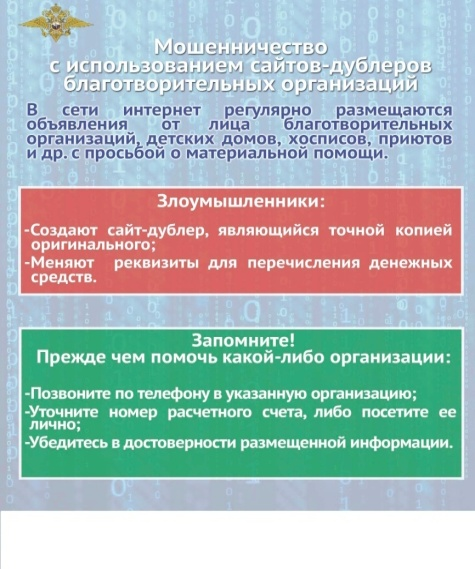 Мошенничество
с использованием сайтов-дублеров
благотворительных организаций
В сети интернет регулярно размещаются
объявления от лица благотворительных
организаций, детских домов, хосписов, приютов
и др. с просьбой о материальной помощи.
Злоумышленники:
-Создают сайт-дублер, являющийся точной копией
оригинального;
-Меняют реквизиты для перечисления денежных
средств.
Запомните!
Прежде чем помочь какой-либо организации:
-Позвоните по телефону в указанную организацию;
-Уточните номер расчетного счета, либо посетите ее
лично;
-Убедитесь в достоверности размещенной информации.